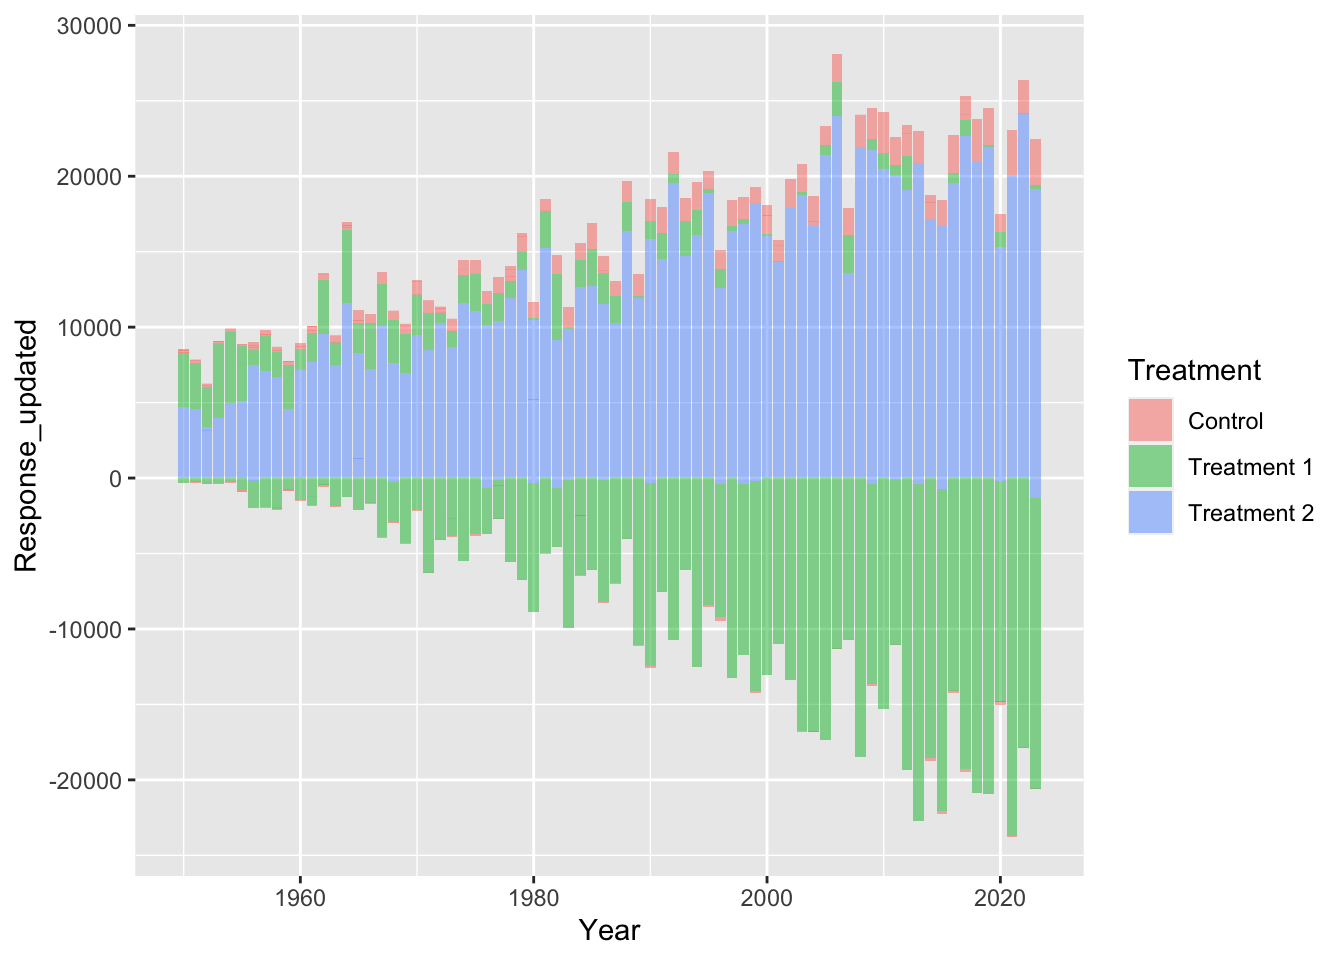 30000
20000
10000
0
-10000
-20000
Response_updated
1960
1980
2000
2020
Year
Treatment
Control
Treatment 1
Treatment 2